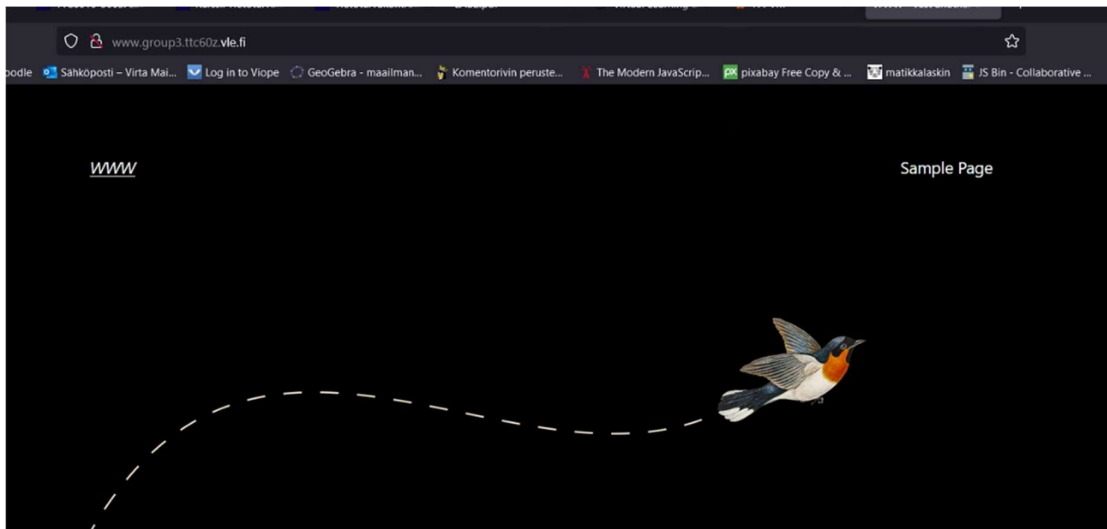 www.group3.ttc60z.vle.fi
oodle Sähköposti – Virta Mai... Log in to Viope GeoGebra - maailman... Komentorivin peruste... The Modern JavaScrip... pixabay Free Copy & ... matikkalaskin JS Bin - Collaborative ...
WWW Sample Page